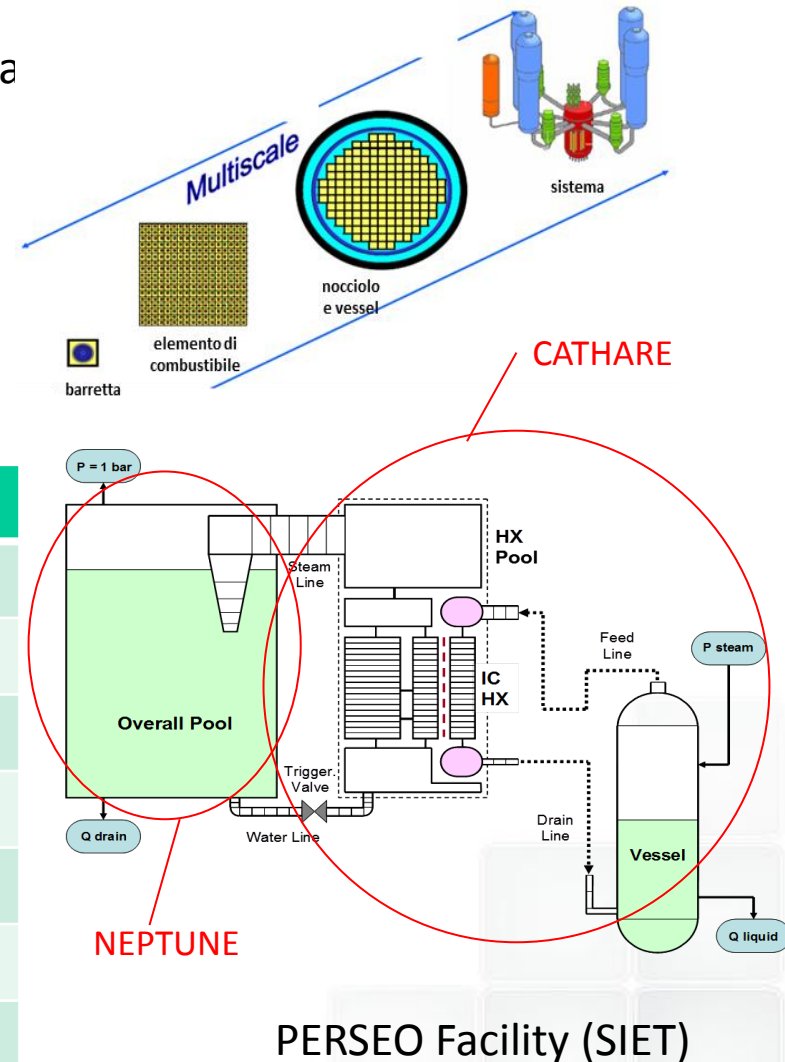 a
Multiscale
sistema
nocciolo
e vessel
elemento di
combustibile
barretta
CATHARE
P = 1 bar
HX
Pool
Steam
Line
Feed
Line
P steam
IC
HX
Overall Pool
Trigger.
Valve
Water Line
Drain
Line
Vessel
Q drain
Q liquid
NEPTUNE
PERSEO Facility (SIET)